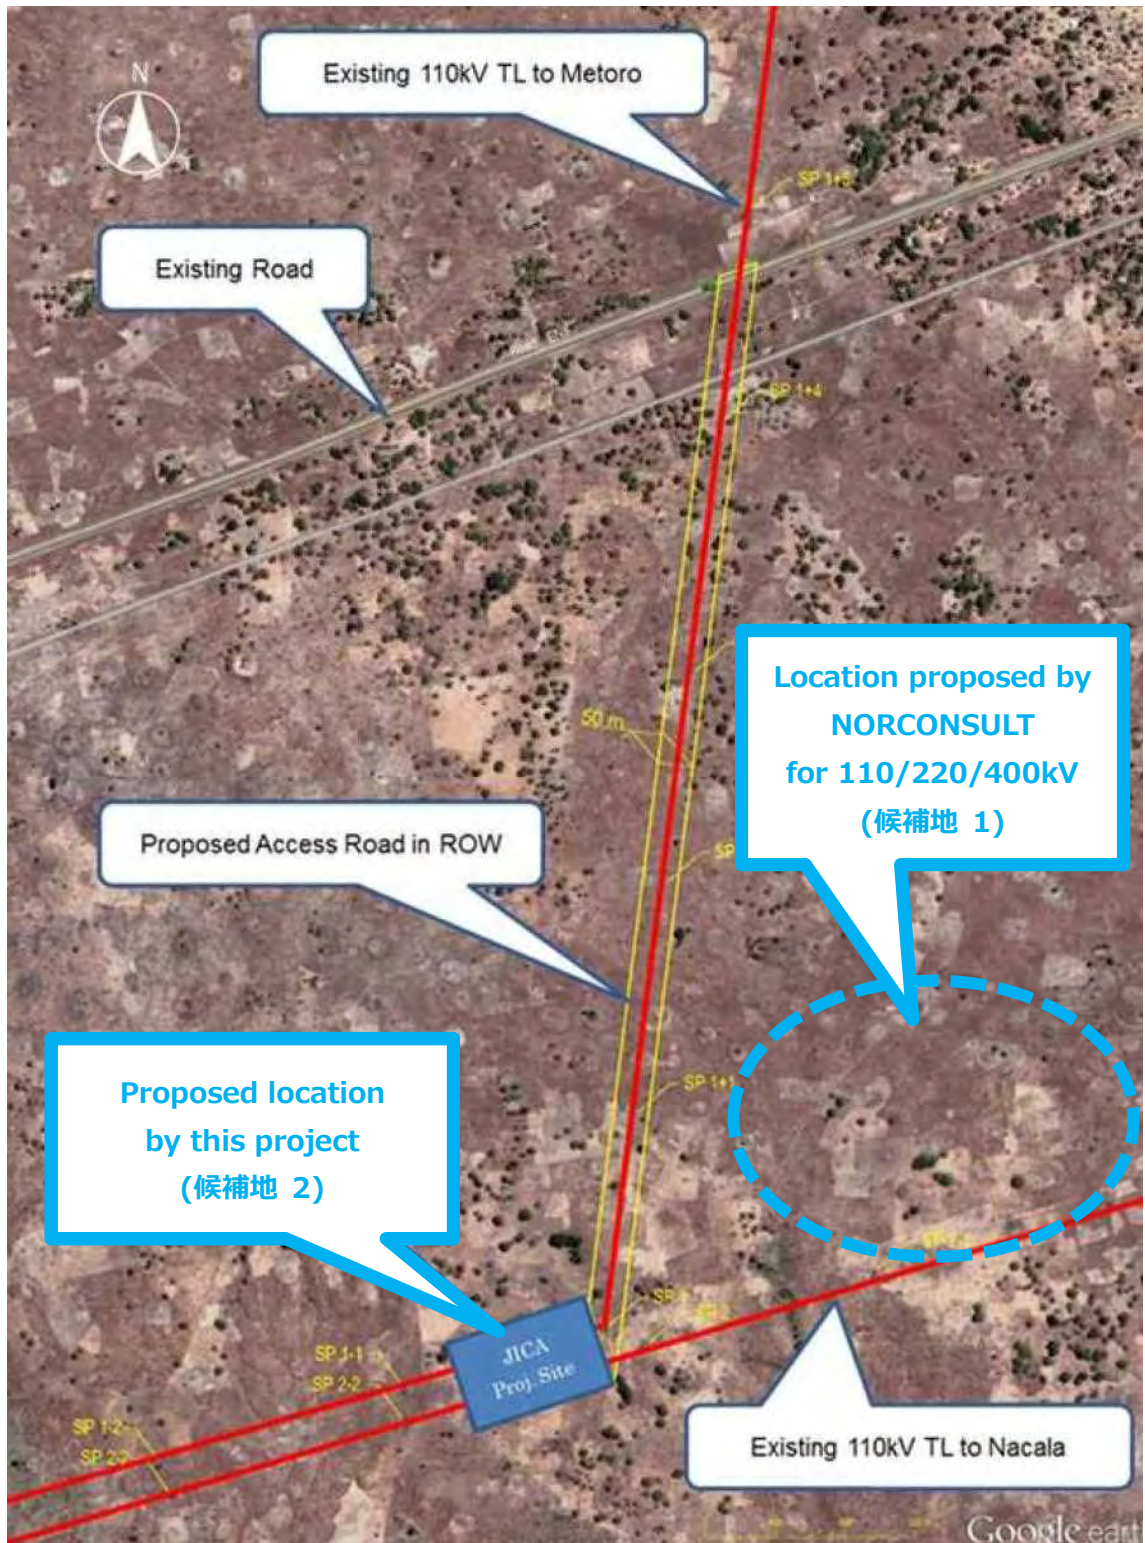 Existing 110kV TL to Metoro
N
SP 1+5
Existing Road
SP 1+4
Location proposed by
NORCONSULT
for 110/220/400kV
(候補地 1)
50 m
Proposed Access Road in ROW
SP
SP 1+1
Proposed location
by this project
(候補地 2)
JICA
Proj. Site
SP 1-1
SP 2-2
SP 1-2
SP 2-3
Existing 110kV TL to Nacala
Google eart